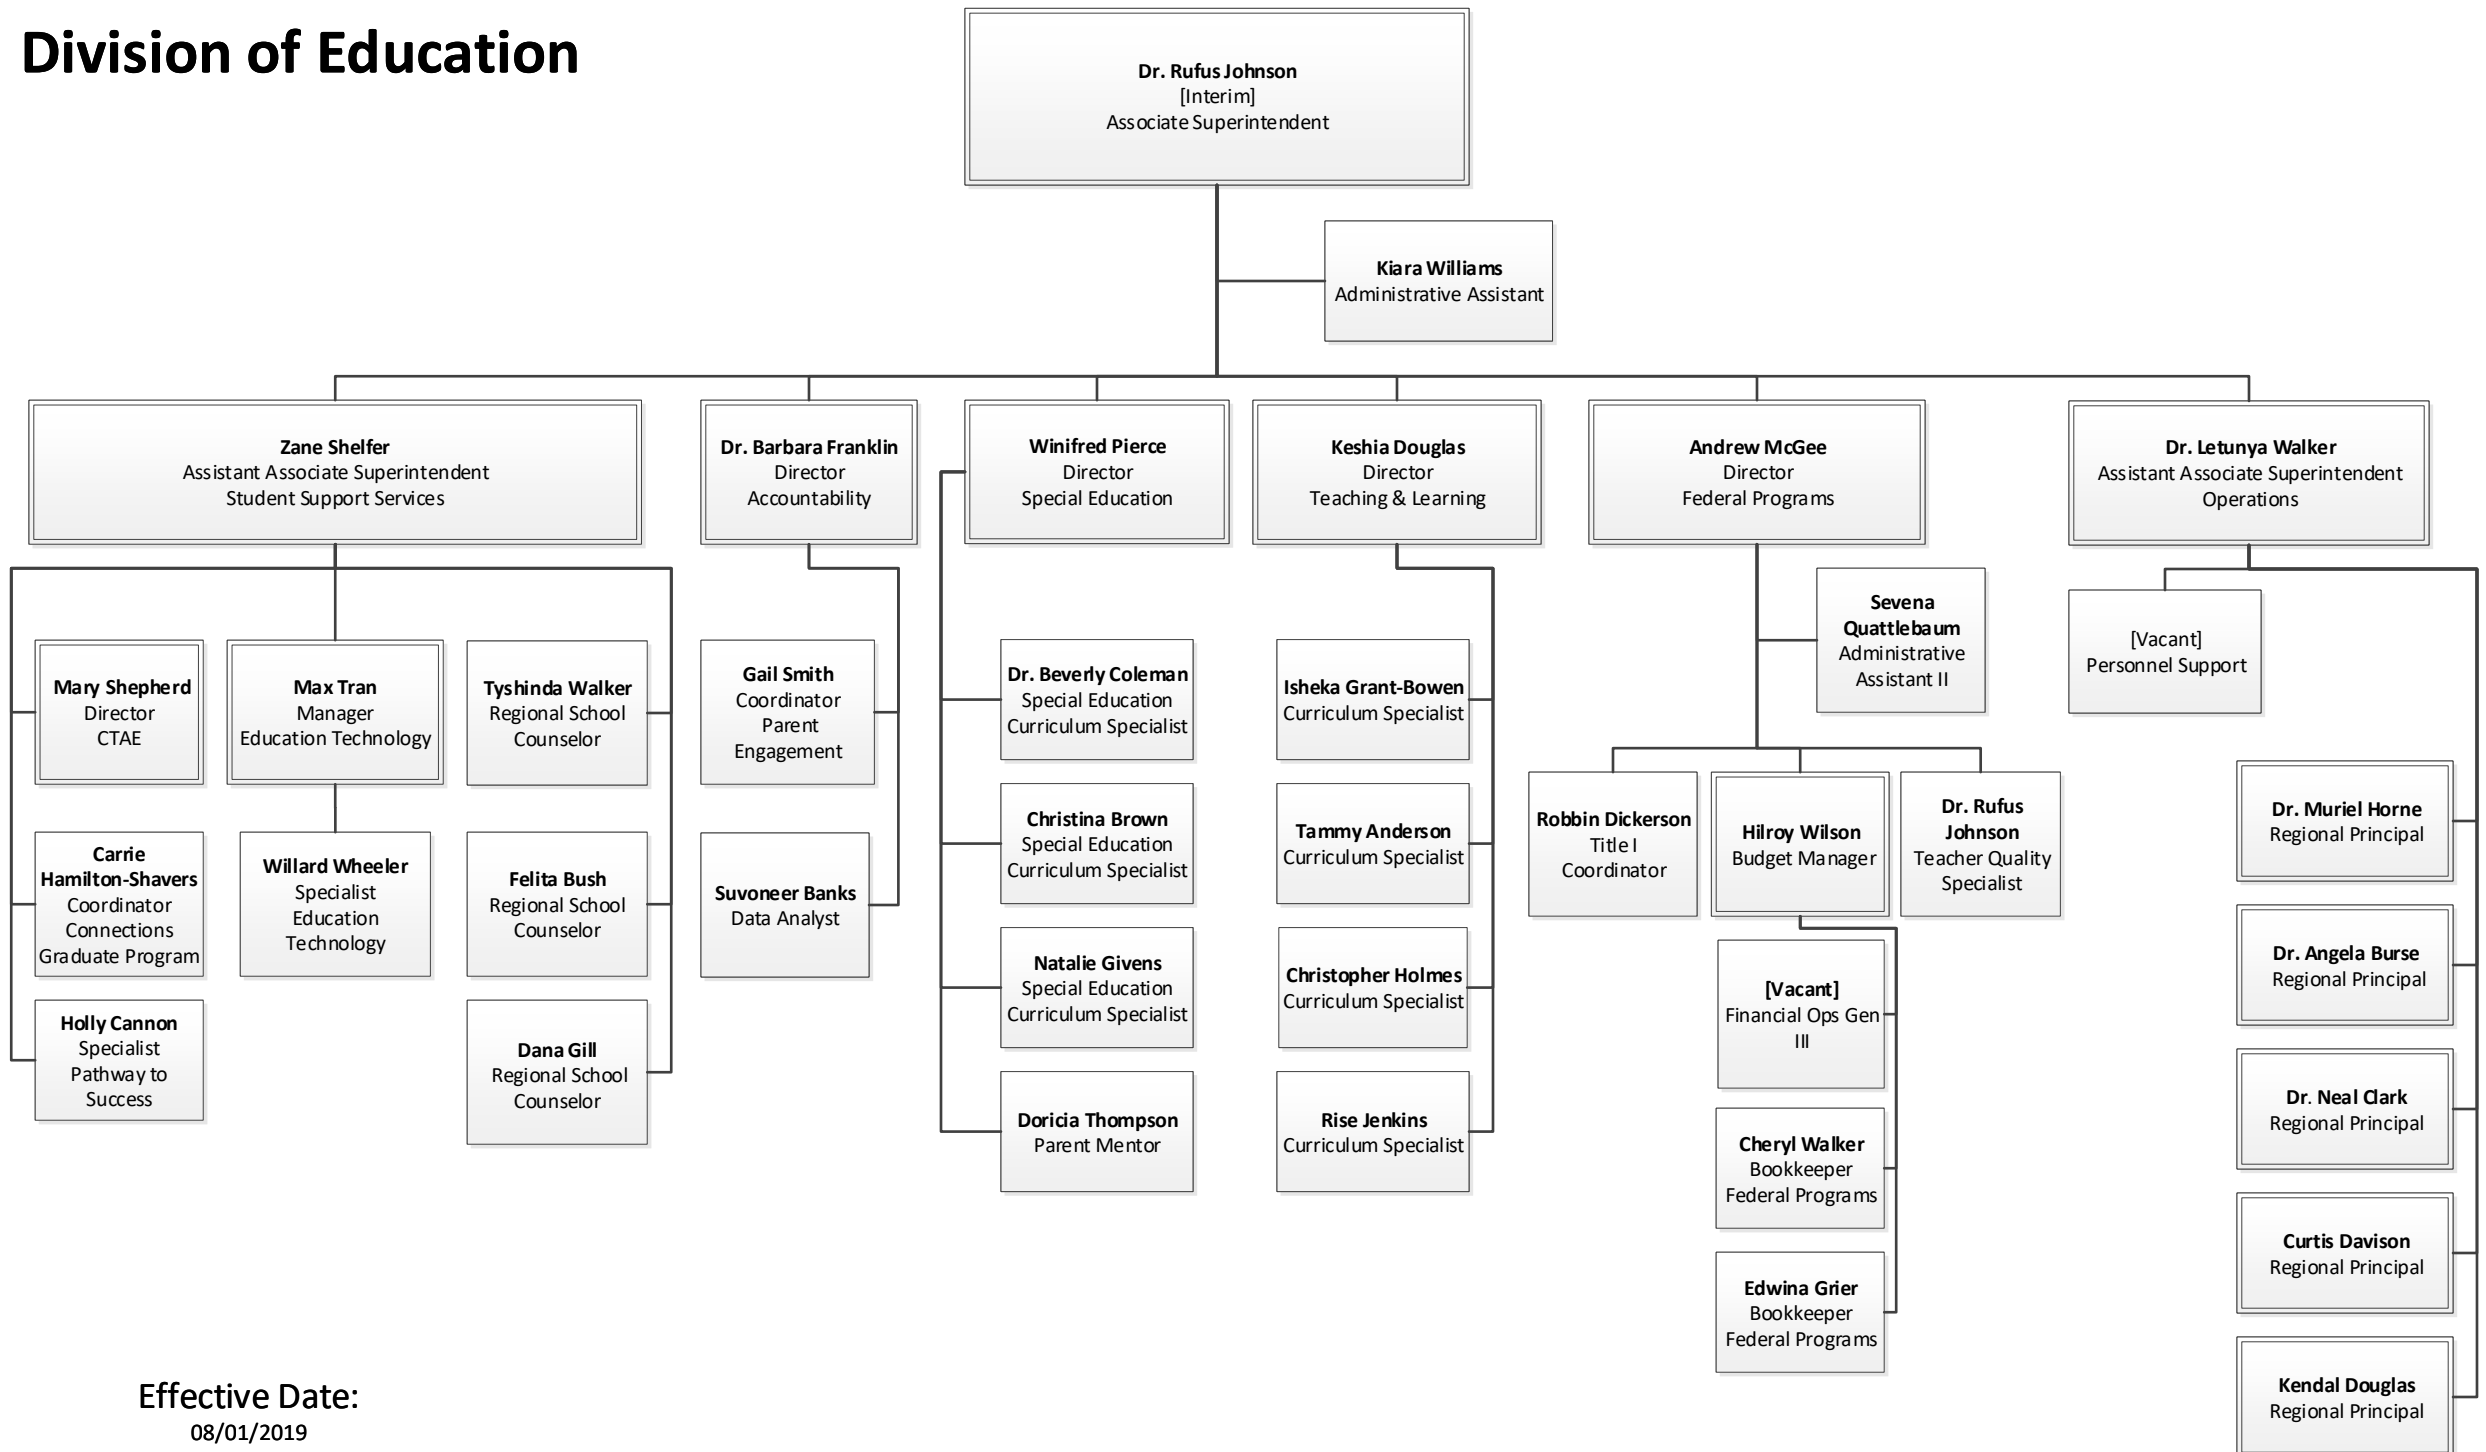 Division of Education
Dr. Rufus Johnson
[Interim]
Associate Superintendent
Kiara Williams
Administrative Assistant
Zane Shelfer
Assistant Associate Superintendent
Student Support Services
Dr. Barbara Franklin
Director
Accountability
Winifred Pierce
Director
Special Education
Keshia Douglas
Director
Teaching & Learning
Andrew McGee
Director
Federal Programs
Dr. Letunya Walker
Assistant Associate Superintendent
Operations
Mary Shepherd
Director
CTAE
Carrie
Hamilton-Shavers
Coordinator
Connections
Graduate Program
Holly Cannon
Specialist
Pathway to
Success
Max Tran
Manager
Education Technology
Willard Wheeler
Specialist
Education
Technology
Tyshinda Walker
Regional School
Counselor
Felita Bush
Regional School
Counselor
Dana Gill
Regional School
Counselor
Gail Smith
Coordinator
Parent
Engagement
Suvoneer Banks
Data Analyst
Dr. Beverly Coleman
Special Education
Curriculum Specialist
Christina Brown
Special Education
Curriculum Specialist
Natalie Givens
Special Education
Curriculum Specialist
Doricia Thompson
Parent Mentor
Isheka Grant-Bowen
Curriculum Specialist
Tammy Anderson
Curriculum Specialist
Christopher Holmes
Curriculum Specialist
Rise Jenkins
Curriculum Specialist
Sevena
Quattlebaum
Administrative
Assistant II
Robbin Dickerson
Title I
Coordinator
Hilroy Wilson
Budget Manager
Dr. Rufus
Johnson
Teacher Quality
Specialist
[Vacant]
Financial Ops Gen
III
Cheryl Walker
Bookkeeper
Federal Programs
Edwina Grier
Bookkeeper
Federal Programs
[Vacant]
Personnel Support
Dr. Muriel Horne
Regional Principal
Dr. Angela Burse
Regional Principal
Dr. Neal Clark
Regional Principal
Curtis Davison
Regional Principal
Kendal Douglas
Regional Principal
Effective Date:
08/01/2019